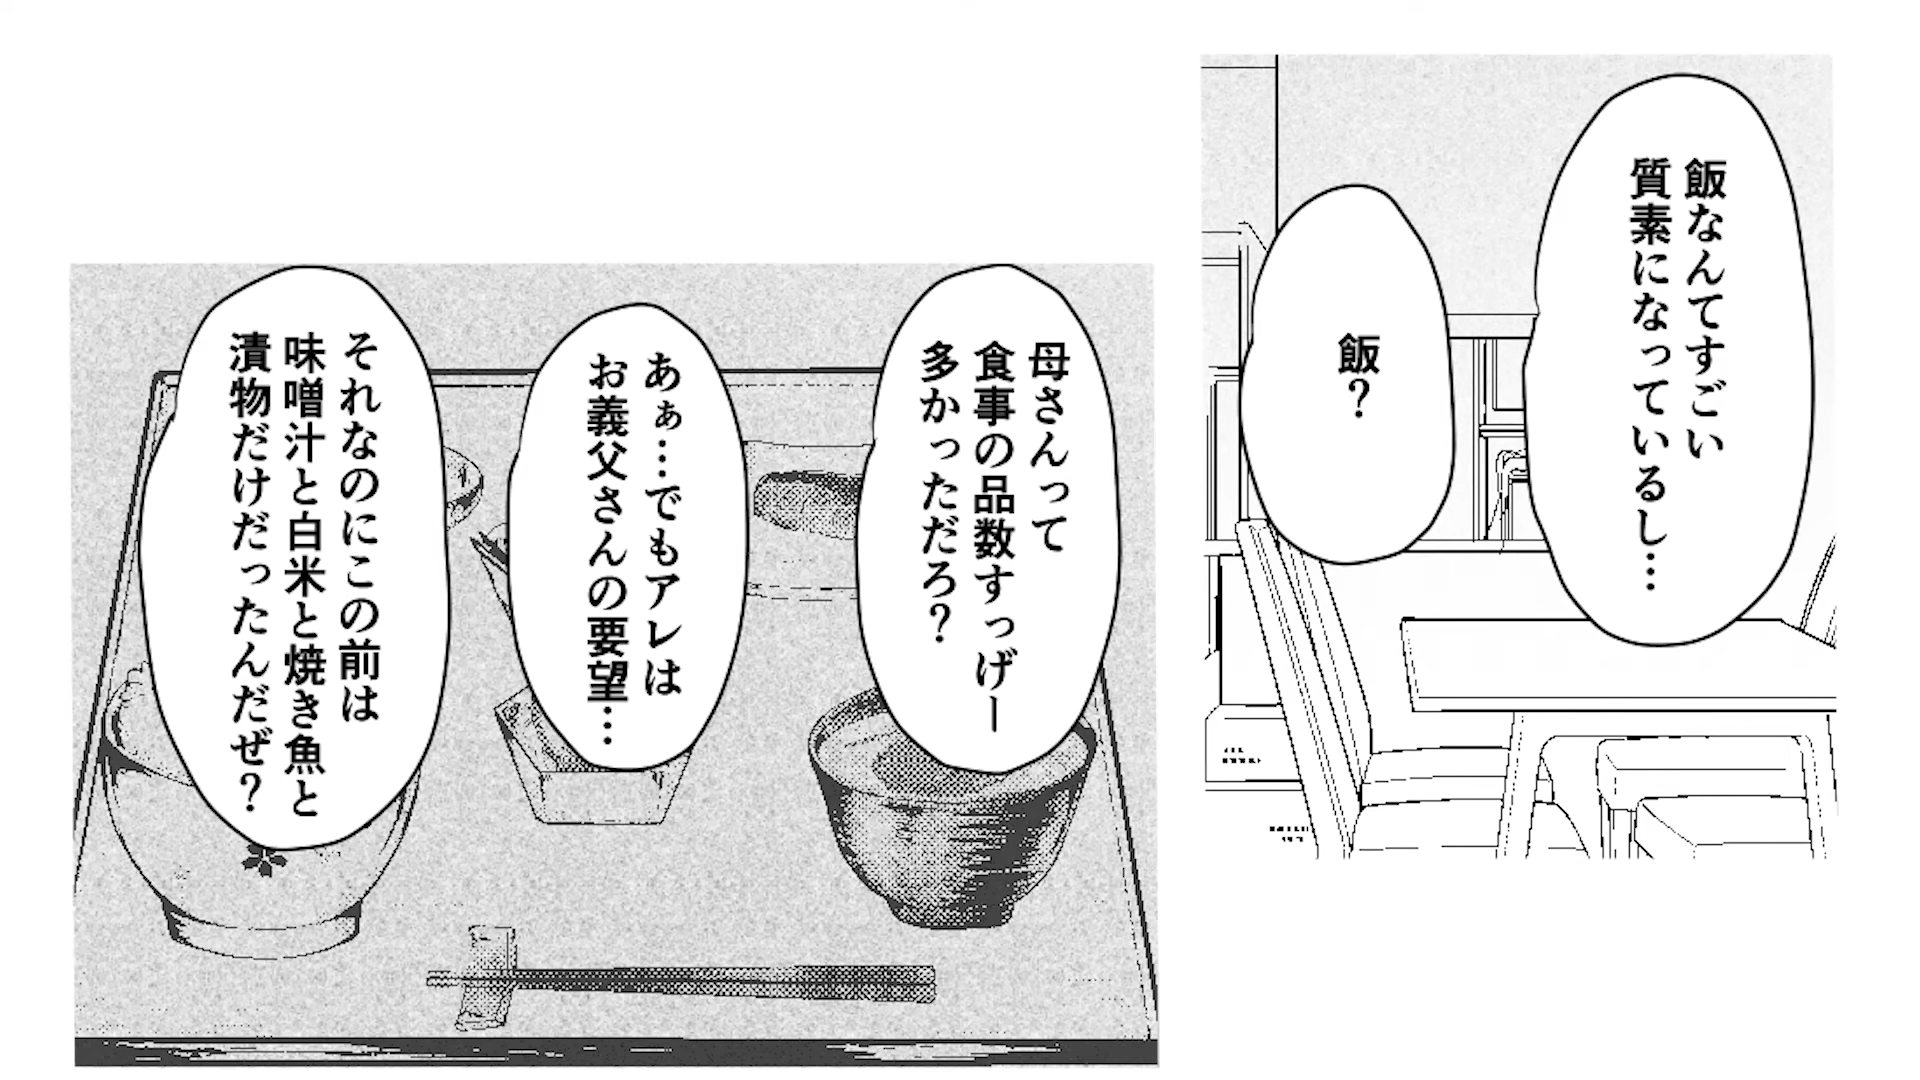 飯なんてすごい
質素になっているし…
飯?
母さんって
食事の品数すっげー
多かっただろ?
あぁ…でもアレは
お義父さんの要望…
それなのにこの前は
味噌汁と白米と焼き魚と
漬物だけだったんだぜ?